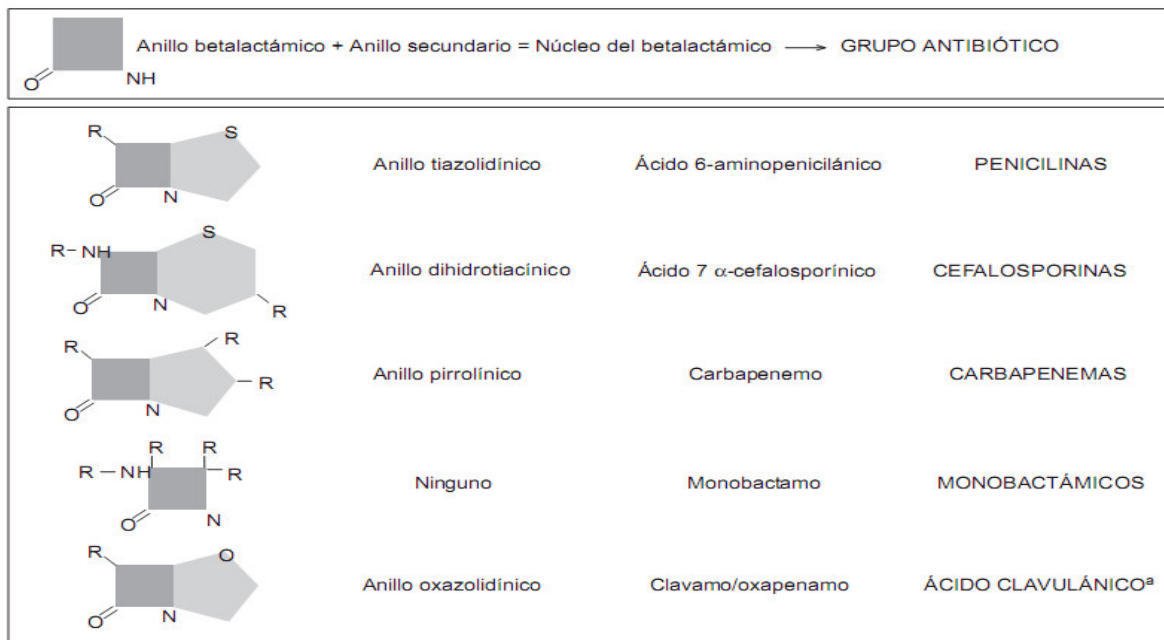 Anillo betalactámico + Anillo secundario = Núcleo del betalactámico → GRUPO ANTIBIÓTICO
O
NH
R
S
O
N
Anillo tiazolidínico Ácido 6-aminopenicilánico PENICILINAS
R–NH
S
O
N
R
Anillo dihidrotiacínico Ácido 7 α-cefalosporínico CEFALOSPORINAS
R
R
R
O
N
Anillo pirrolínico Carbapenemo CARBAPENEMAS
R R
R–NH
R
O
N
Ninguno Monobactamo MONOBACTÁMICOS
R
O
O
N
Anillo oxazolidínico Clavamo/oxapenamo ÁCIDO CLAVULÁNICOª